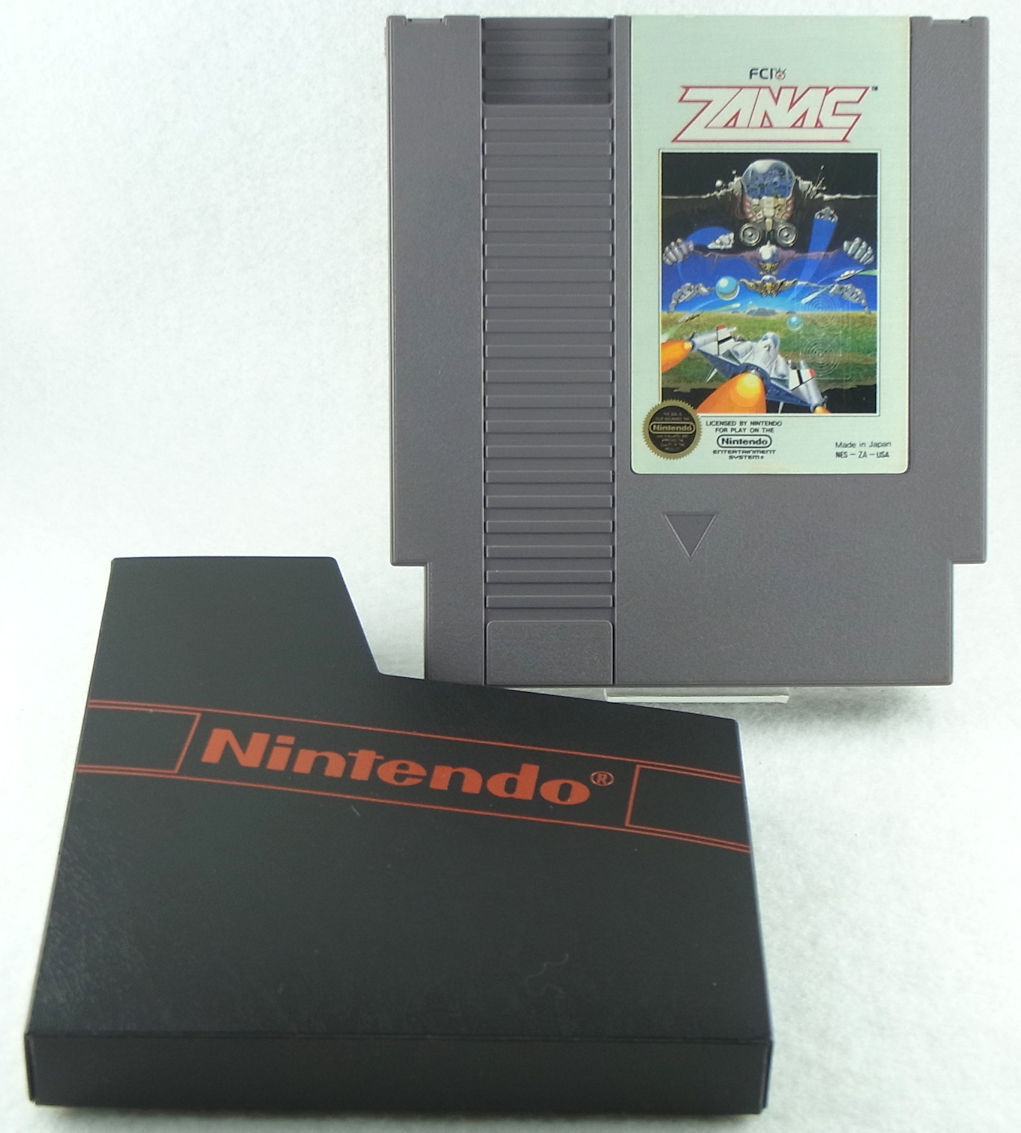 FCI
ZANAC™
Nintendo
LICENSED BY NINTENDO
FOR PLAY ON THE
Nintendo
ENTERTAINMENT
SYSTEM®
Made in Japan
NES - ZA - USA
Nintendo®